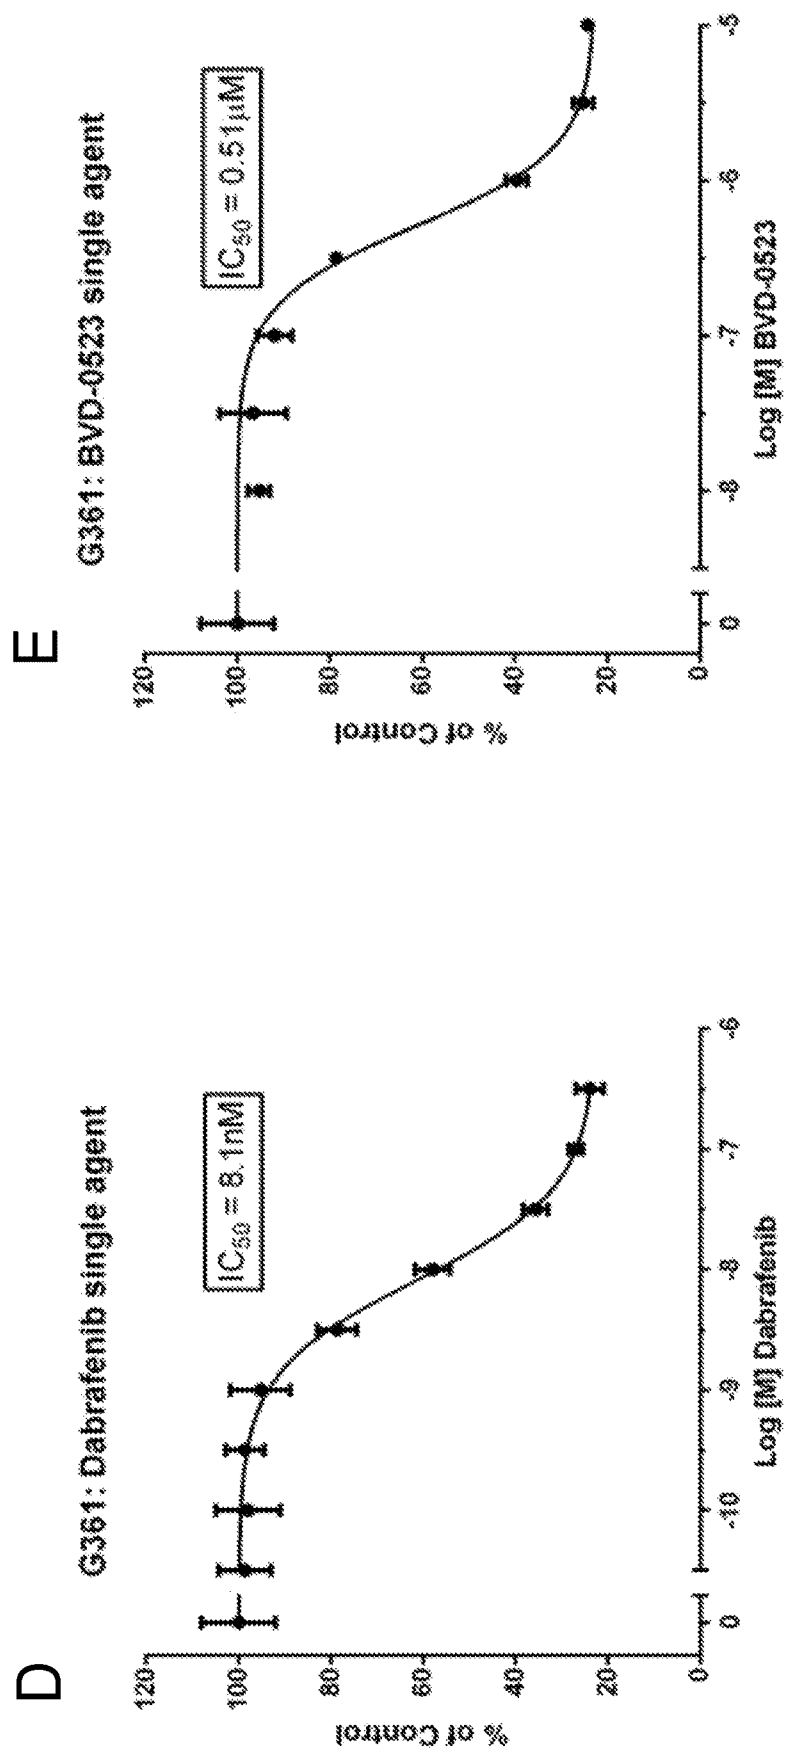 D
G361: Dabrafenib single agent
IC50 = 8.1nM
% of Control
120
100
80
60
40
20
0
0
-10
-9
-8
-7
-6
Log [M] Dabrafenib
E
G361: BVD-0523 single agent
IC50 = 0.51µM
% of Control
120
100
80
60
40
20
0
0
-8
-7
-6
-5
Log [M] BVD-0523